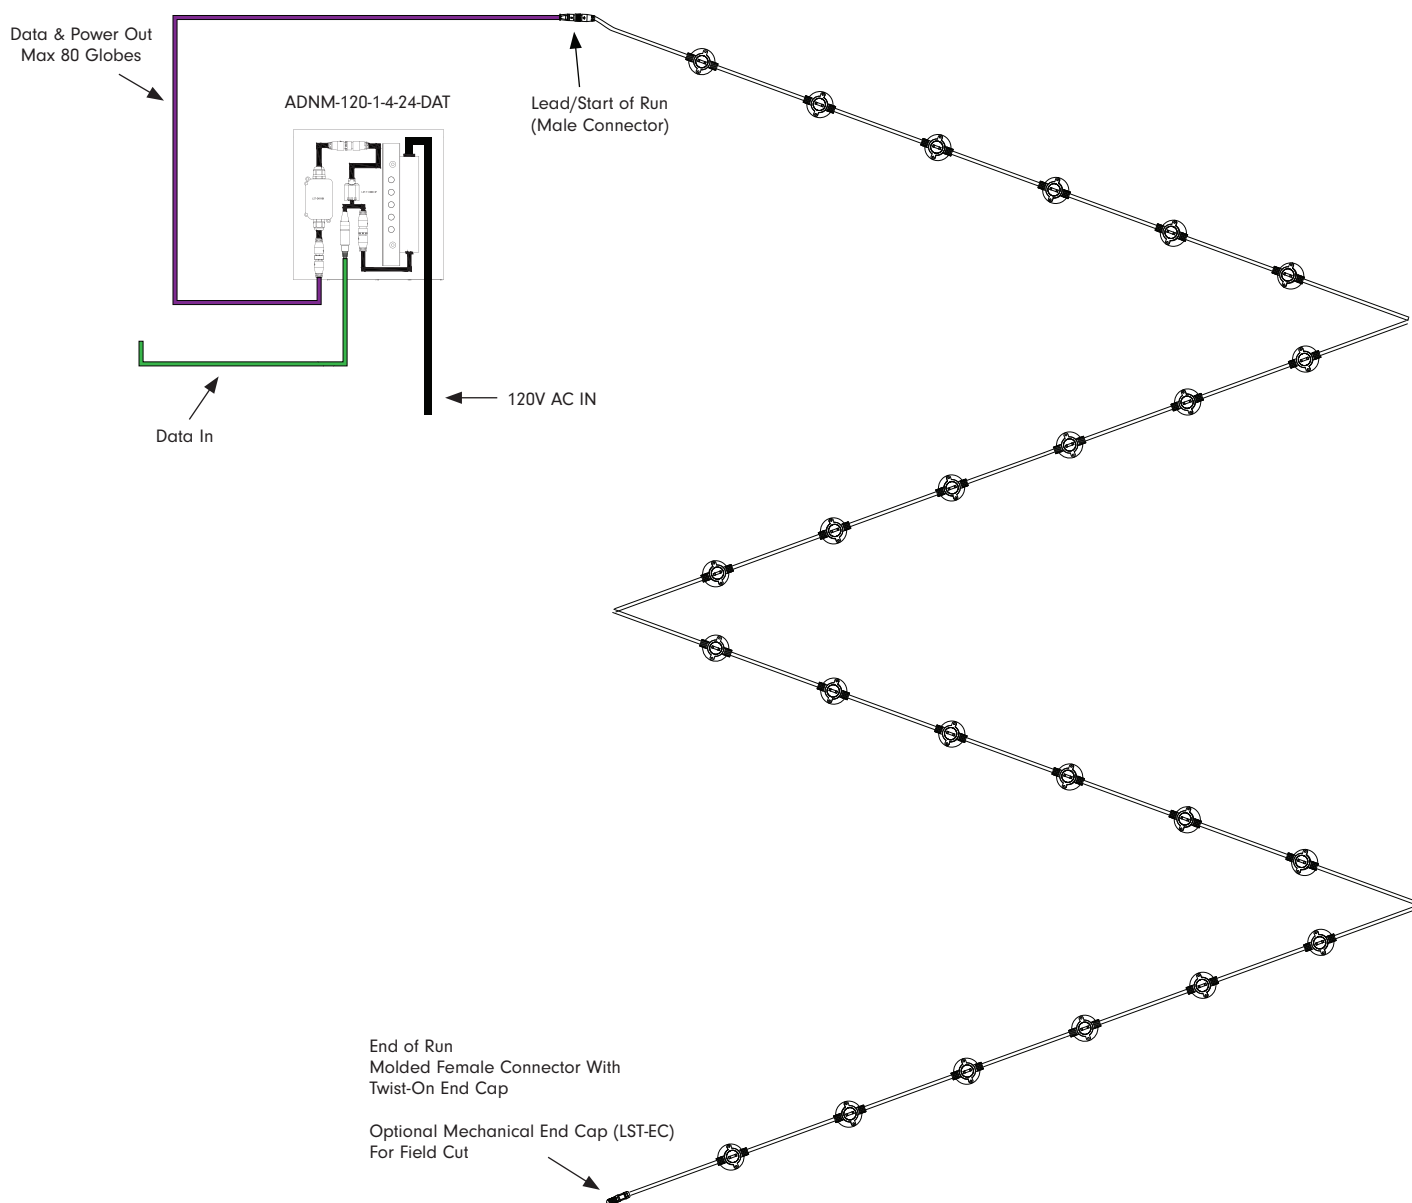 Data & Power Out
Max 80 Globes
ADNM-120-1-4-24-DAT
Lead/Start of Run
(Male Connector)
120V AC IN
Data In
End of Run
Molded Female Connector With
Twist-On End Cap
Optional Mechanical End Cap (LST-EC)
For Field Cut